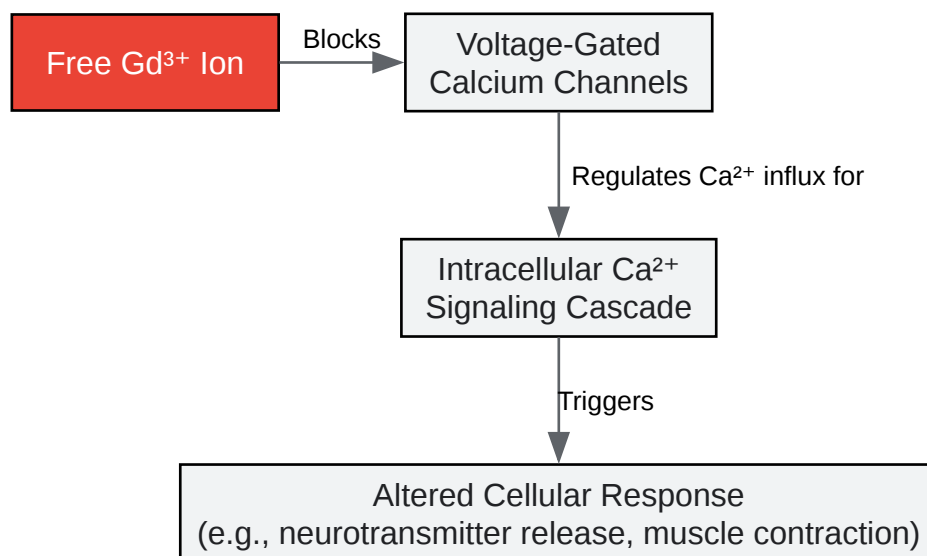 Free Gd³⁺ Ion
Blocks
Voltage-Gated
Calcium Channels
Regulates Ca²⁺ influx for
Intracellular Ca²⁺
Signaling Cascade
Triggers
Altered Cellular Response
(e.g., neurotransmitter release, muscle contraction)